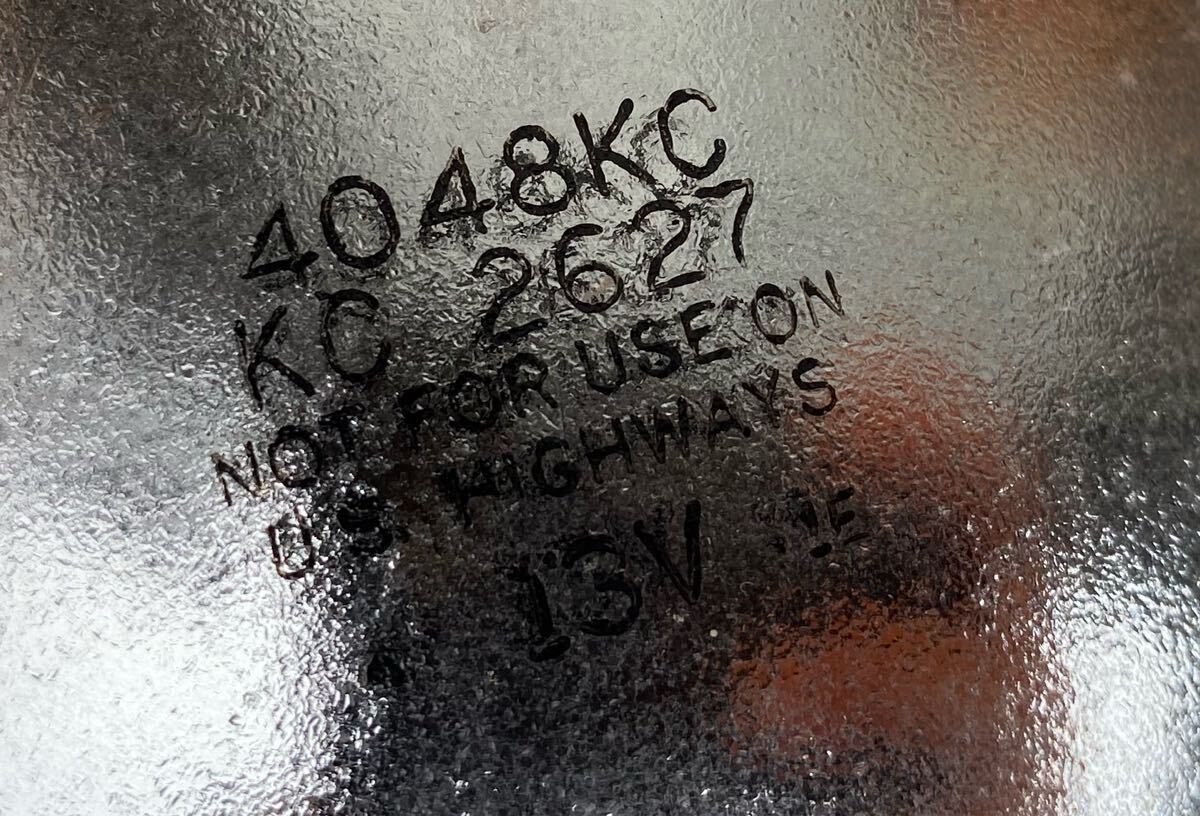 4048KC
KC 2627
NOT FOR USE ON
U.S. HIGHWAYS
13V